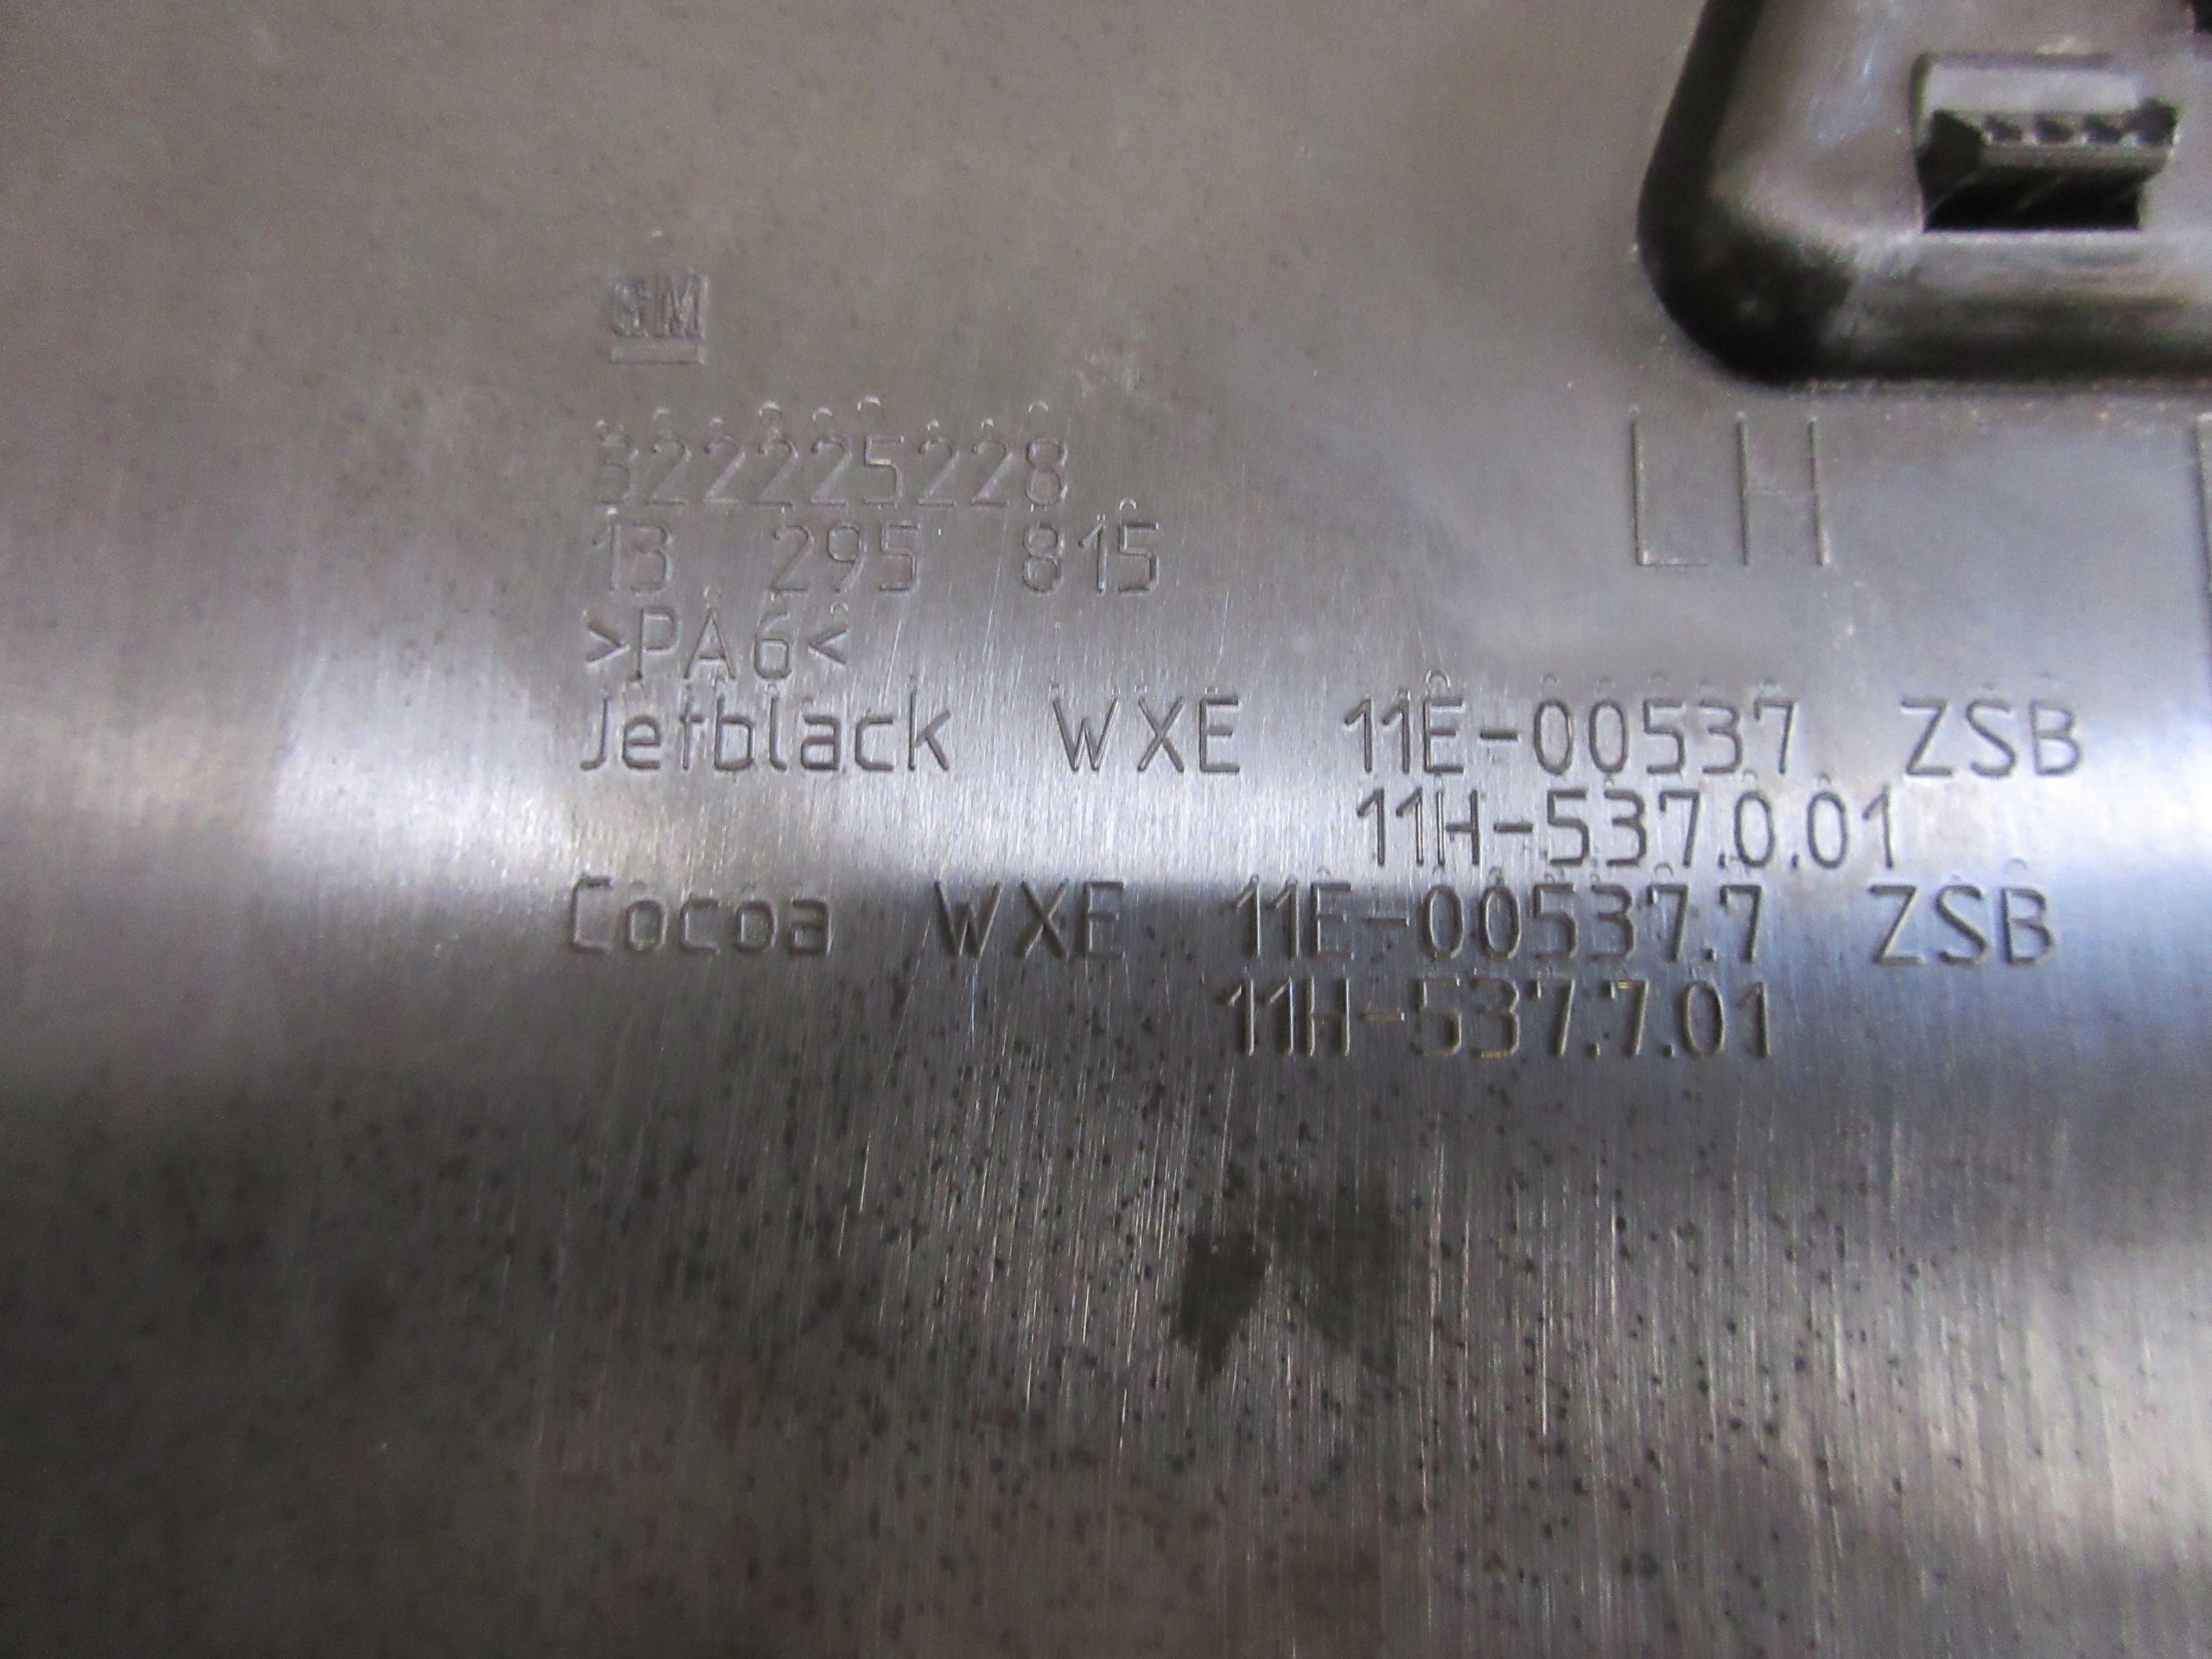 GM
322225228
13 295 815
LH
>PA6<
Jetblack WXE 11E-00537 ZSB
11H-537.0.01
Cocoa WXE 11E-00537.7 ZSB
11H-537.7.01